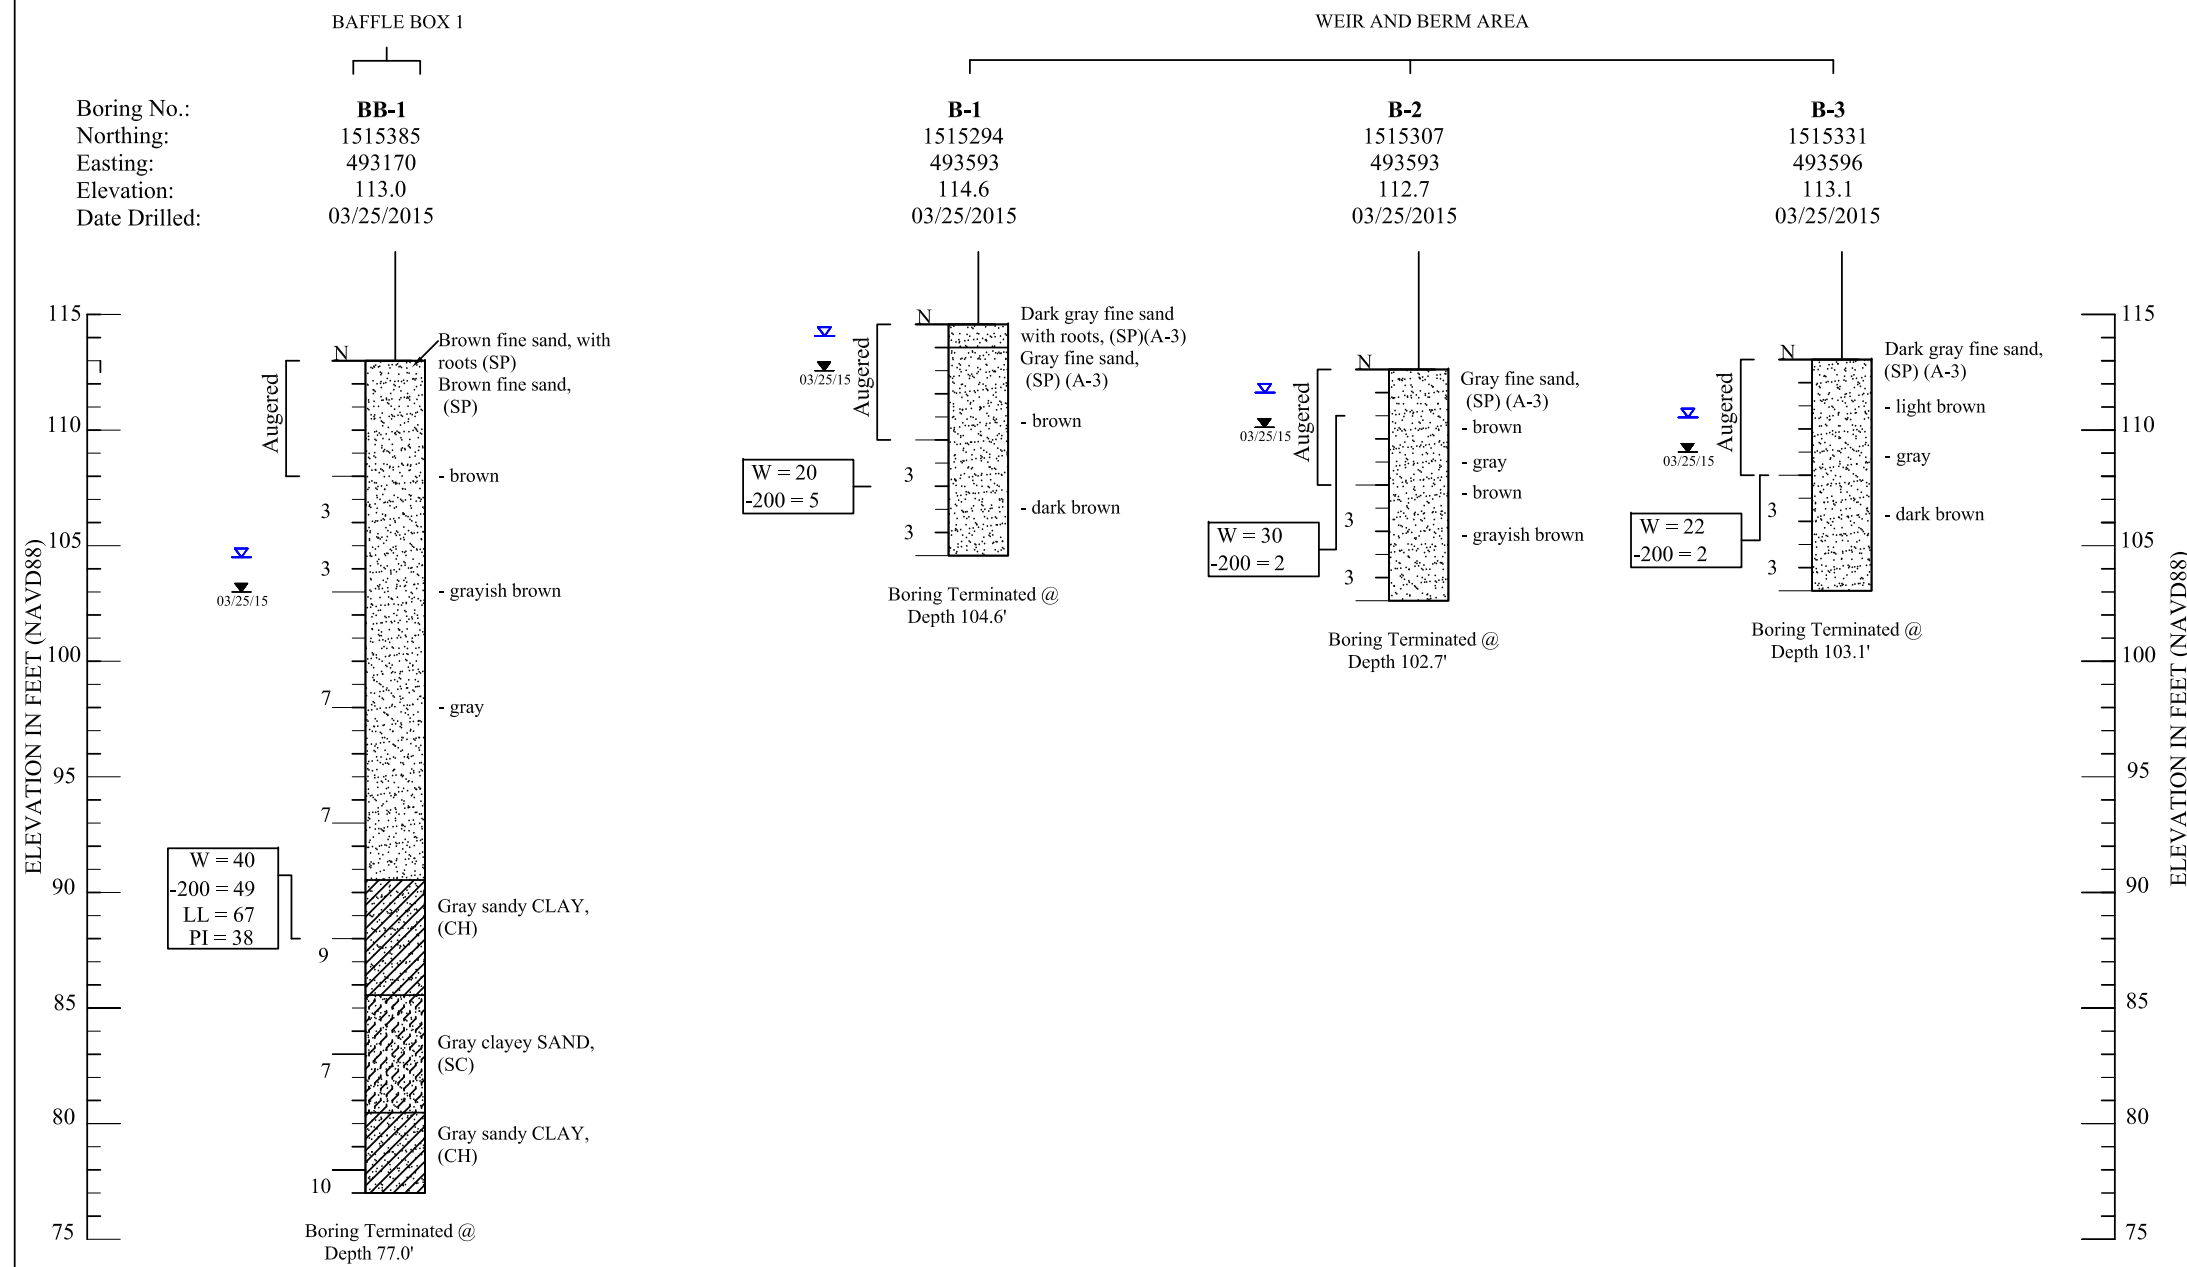 BAFFLE BOX 1
WEIR AND BERM AREA
Boring No.: BB-1 B-1 B-2 B-3
Northing: 1515385 1515294 1515307 1515331
Easting: 493170 493593 493593 493596
Elevation: 113.0 114.6 112.7 113.1
Date Drilled: 03/25/2015 03/25/2015 03/25/2015 03/25/2015
ELEVATION IN FEET (NAVD88)
115
110
105
100
95
90
85
80
75
N
Augered
Brown fine sand, with
roots (SP)
Brown fine sand,
(SP)
- brown
3
3
03/25/15
- grayish brown
7
- gray
7
W = 40
-200 = 49
LL = 67
PI = 38
Gray sandy CLAY,
(CH)
9
Gray clayey SAND,
(SC)
7
Gray sandy CLAY,
(CH)
10
Boring Terminated @
Depth 77.0'
N
Augered
03/25/15
Dark gray fine sand
with roots, (SP)(A-3)
Gray fine sand,
(SP) (A-3)
- brown
W = 20
-200 = 5
3
- dark brown
3
Boring Terminated @
Depth 104.6'
N
Augered
03/25/15
Gray fine sand,
(SP) (A-3)
- brown
- gray
- brown
3
W = 30
-200 = 2
- grayish brown
3
Boring Terminated @
Depth 102.7'
N
Augered
03/25/15
Dark gray fine sand,
(SP) (A-3)
- light brown
- gray
3
W = 22
-200 = 2
- dark brown
3
Boring Terminated @
Depth 103.1'
115
110
105
100
95
90
85
80
75
ELEVATION IN FEET (NAVD88)